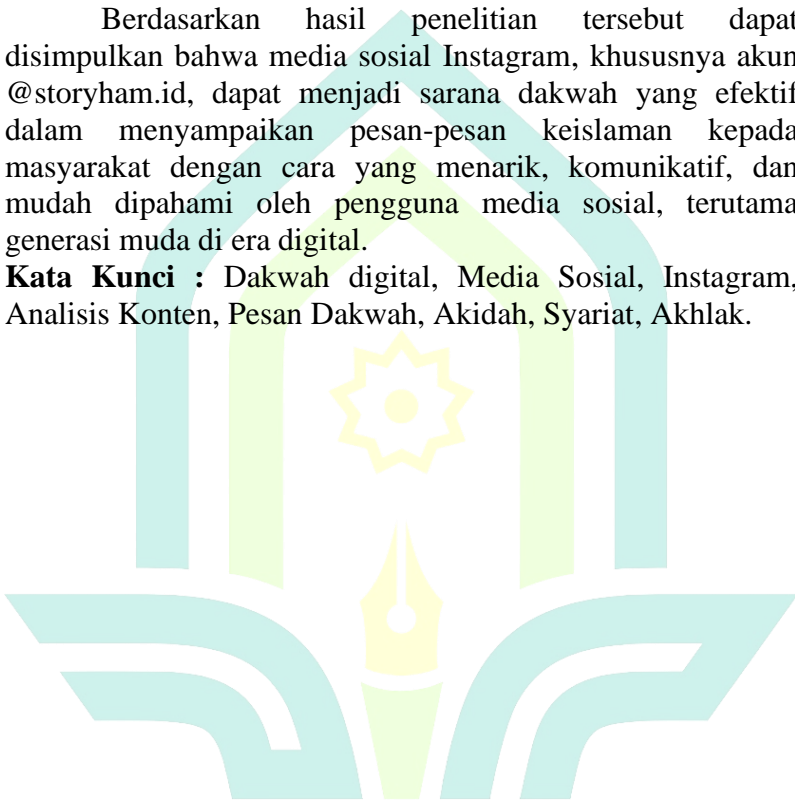 Berdasarkan hasil penelitian tersebut dapat
disimpulkan bahwa media sosial Instagram, khususnya akun
@storyham.id, dapat menjadi sarana dakwah yang efektif
dalam menyampaikan pesan-pesan keislaman kepada
masyarakat dengan cara yang menarik, komunikatif, dan
mudah dipahami oleh pengguna media sosial, terutama
generasi muda di era digital.
Kata Kunci : Dakwah digital, Media Sosial, Instagram,
Analisis Konten, Pesan Dakwah, Akidah, Syariat, Akhlak.